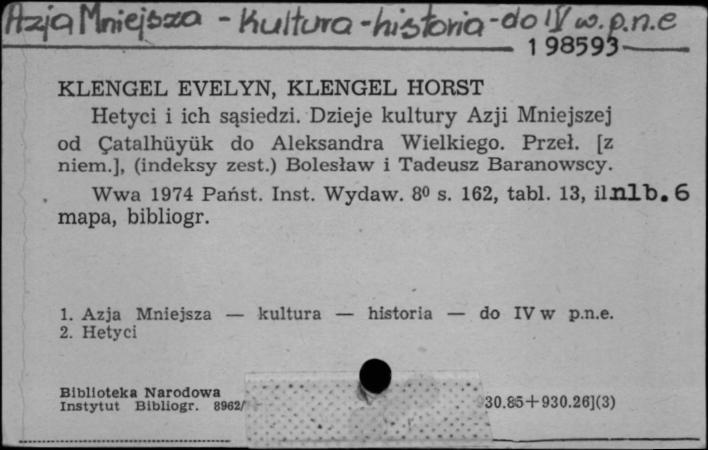 Azja Mniejsza - kultura - historia - do IV w. p.n.e
198593
KLENGEL EVELYN, KLENGEL HORST
Hetyci i ich sąsiedzi. Dzieje kultury Azji Mniejszej
od Çatalhüyük do Aleksandra Wielkiego. Przeł. [z
niem.], (indeksy zest.) Bolesław i Tadeusz Baranowscy.
Wwa 1974 Państ. Inst. Wydaw. 8⁰ s. 162, tabl. 13, il.nlb. 6
mapa, bibliogr.
1. Azja Mniejsza — kultura — historia — do IV w p.n.e.
2. Hetyci
Biblioteka Narodowa
Instytut Bibliogr. 8962/ 30.85+930.26](3)